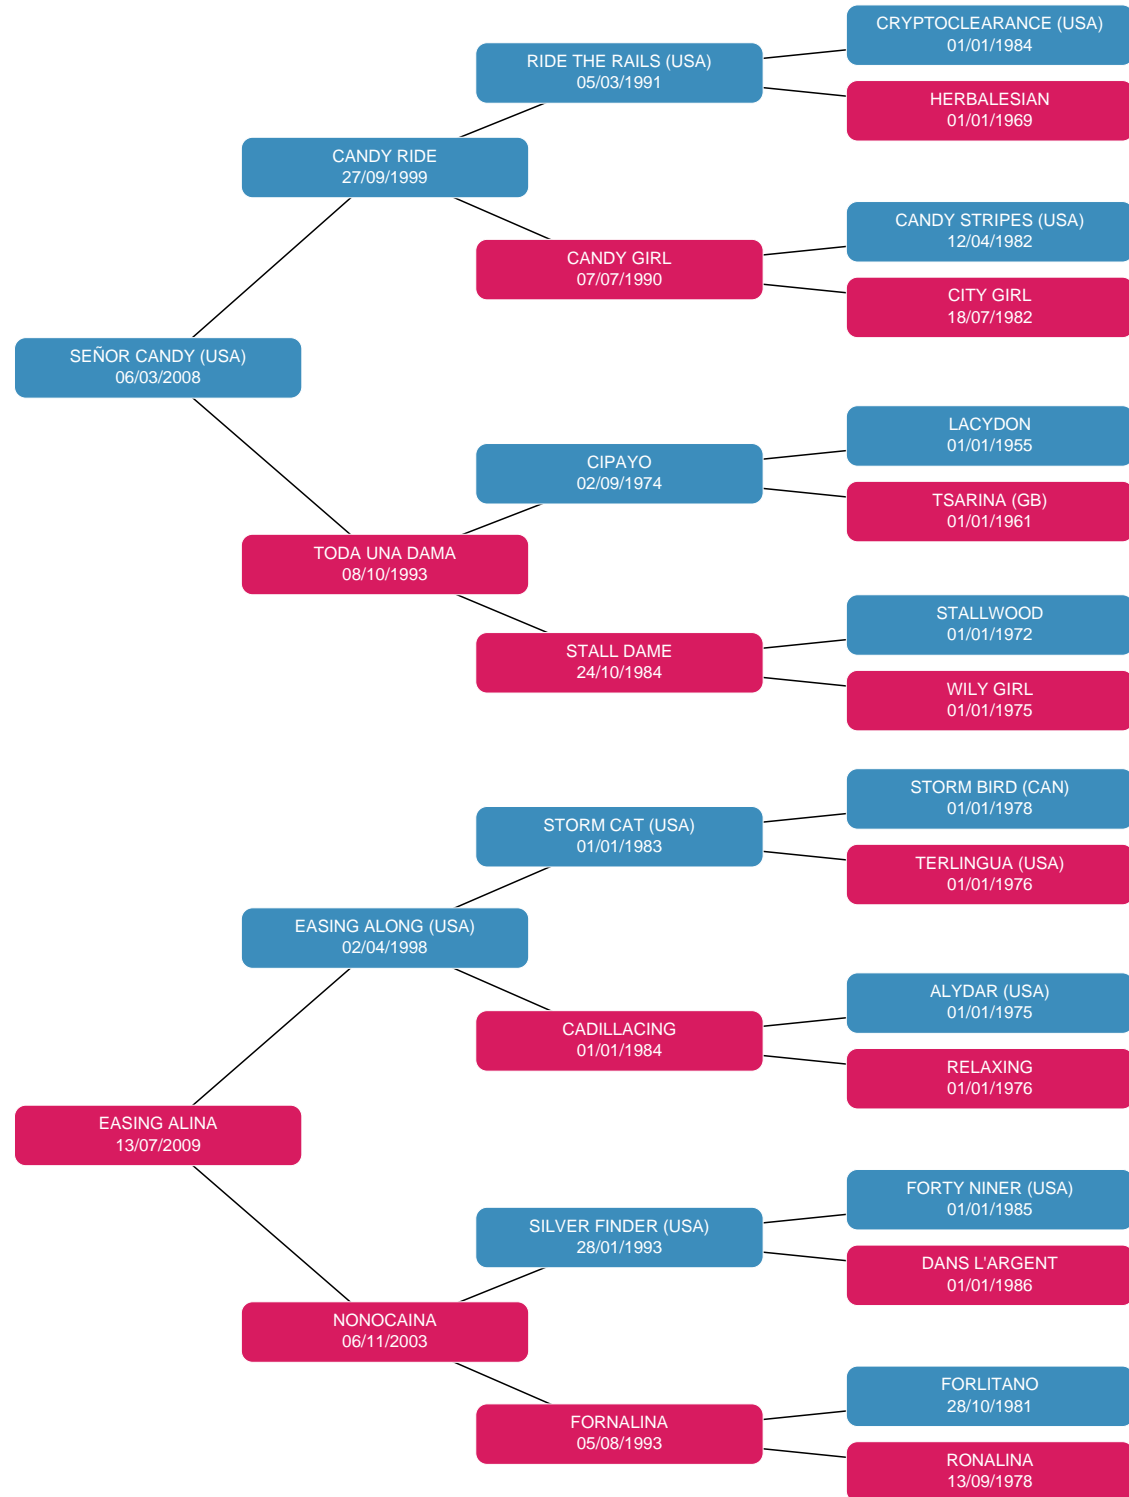 CRYPTOCLEARANCE (USA)
01/01/1984
RIDE THE RAILS (USA)
05/03/1991
HERBALESIAN
01/01/1969
CANDY RIDE
27/09/1999
CANDY STRIPES (USA)
12/04/1982
CANDY GIRL
07/07/1990
CITY GIRL
18/07/1982
SEÑOR CANDY (USA)
06/03/2008
LACYDON
01/01/1955
CIPAYO
02/09/1974
TSARINA (GB)
01/01/1961
TODA UNA DAMA
08/10/1993
STALLWOOD
01/01/1972
STALL DAME
24/10/1984
WILY GIRL
01/01/1975
STORM BIRD (CAN)
01/01/1978
STORM CAT (USA)
01/01/1983
TERLINGUA (USA)
01/01/1976
EASING ALONG (USA)
02/04/1998
ALYDAR (USA)
01/01/1975
CADILLACING
01/01/1984
RELAXING
01/01/1976
EASING ALINA
13/07/2009
FORTY NINER (USA)
01/01/1985
SILVER FINDER (USA)
28/01/1993
DANS L'ARGENT
01/01/1986
NONOCAINA
06/11/2003
FORLITANO
28/10/1981
FORNALINA
05/08/1993
RONALINA
13/09/1978